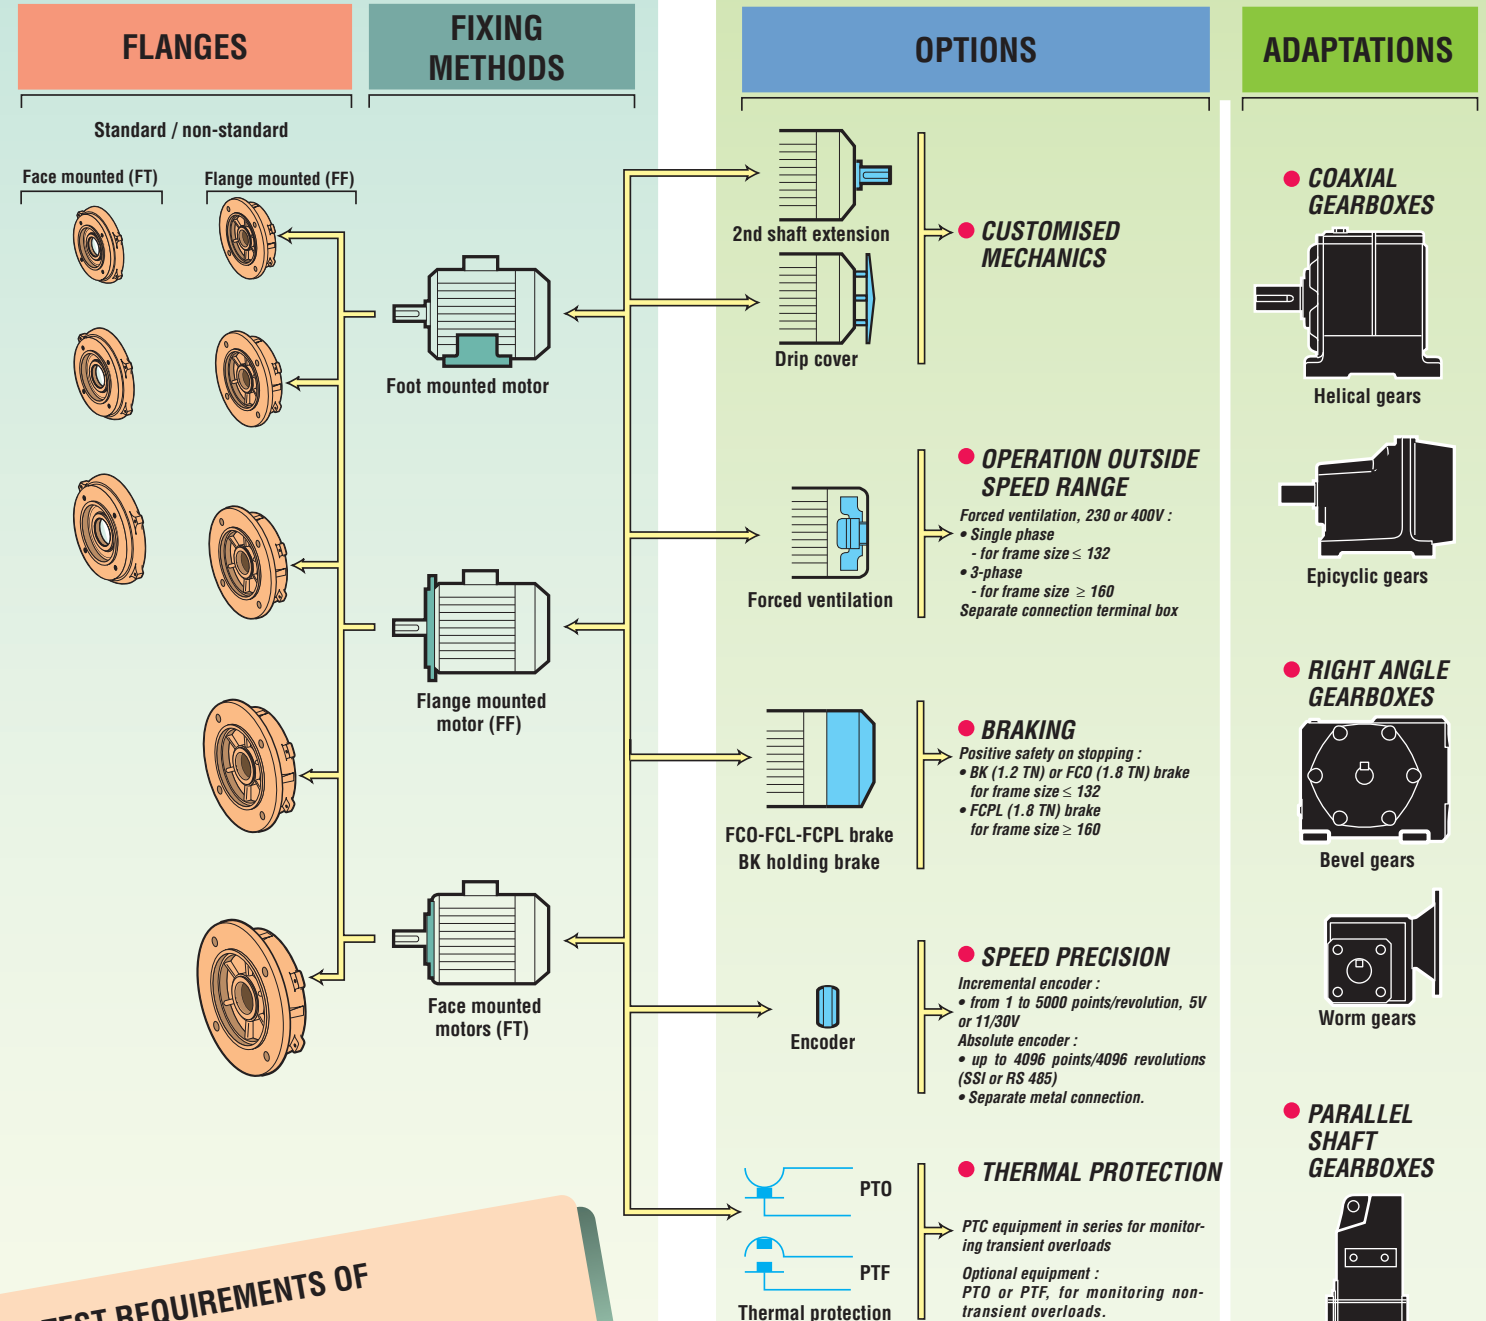 FLANGES
FIXING
METHODS
OPTIONS
ADAPTATIONS
Standard / non-standard
Face mounted (FT)
Flange mounted (FF)
Foot mounted motor
Flange mounted
motor (FF)
Face mounted
motors (FT)
2nd shaft extension
Drip cover
Forced ventilation
FCO-FCL-FCPL brake
BK holding brake
Encoder
PTO
PTF
Thermal protection
● CUSTOMISED
MECHANICS
● OPERATION OUTSIDE
SPEED RANGE
Forced ventilation, 230 or 400V :
• Single phase
- for frame size ≤ 132
• 3-phase
- for frame size ≥ 160
Separate connection terminal box
● BRAKING
Positive safety on stopping :
• BK (1.2 TN) or FCO (1.8 TN) brake
for frame size ≤ 132
• FCPL (1.8 TN) brake
for frame size ≥ 160
● SPEED PRECISION
Incremental encoder :
• from 1 to 5000 points/revolution, 5V
or 11/30V
Absolute encoder :
• up to 4096 points/4096 revolutions
(SSI or RS 485)
• Separate metal connection.
● THERMAL PROTECTION
PTC equipment in series for monitor-
ing transient overloads
Optional equipment :
PTO or PTF, for monitoring non-
transient overloads.
● COAXIAL
GEARBOXES
Helical gears
Epicyclic gears
● RIGHT ANGLE
GEARBOXES
Bevel gears
Worm gears
● PARALLEL
SHAFT
GEARBOXES
REQUIREMENTS OF